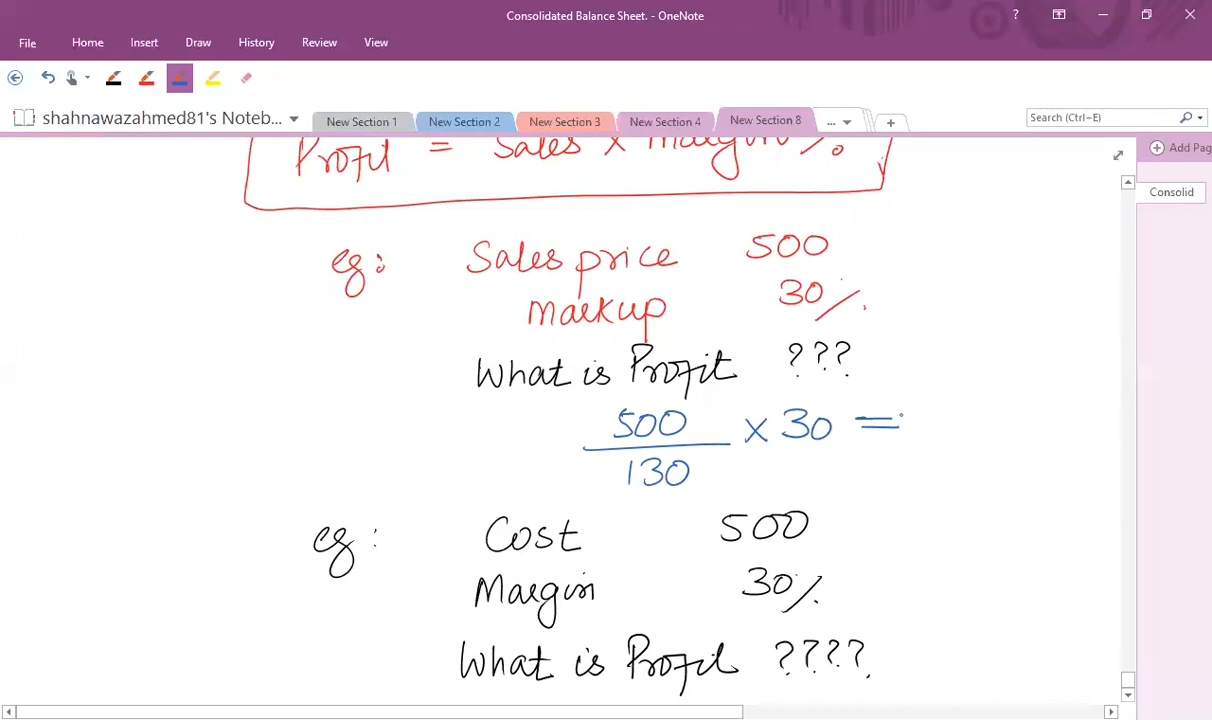 Consolidated Balance Sheet. - OneNote
?
File Home Insert Draw History Review View
shahnawazahmed81's Noteb... New Section 1 New Section 2 New Section 3 New Section 4 New Section 8 ... + Search (Ctrl+E)
Profit = Sales x Margin %.
Add Pag
Consolid
eg: Sales price 500
Markup 30%.
What is Profit ???
500
130
x 30 =
eg: Cost 500
Margin 30%.
What is Profit ????.